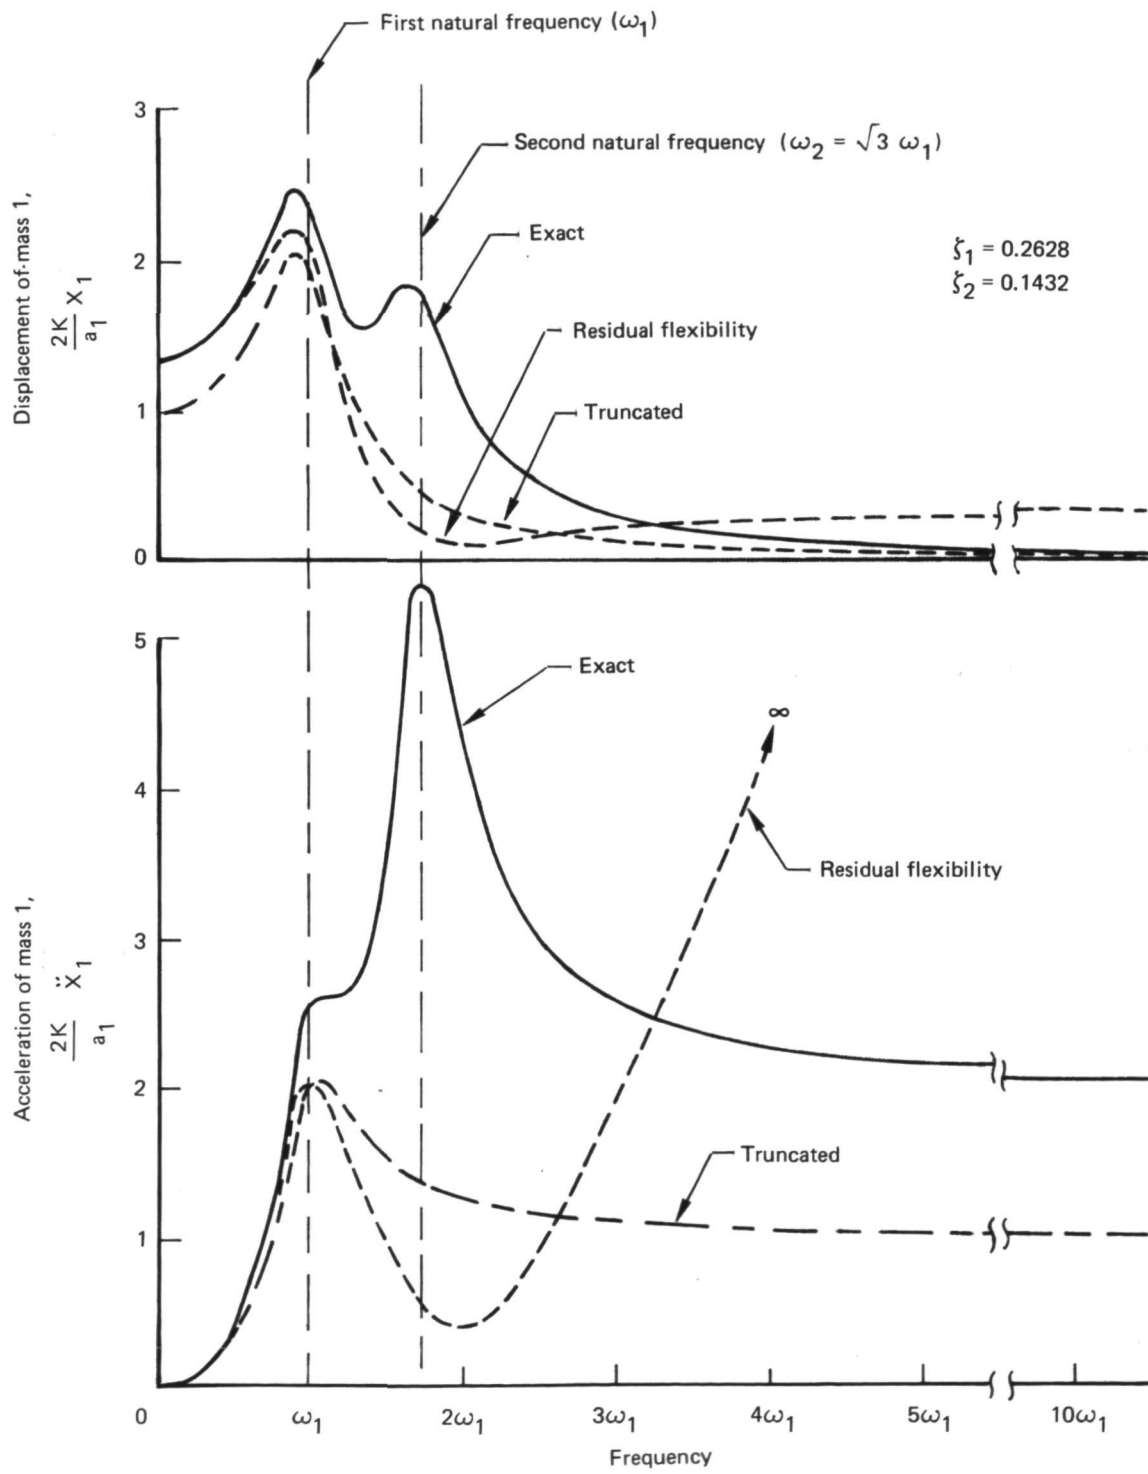 First natural frequency (ω₁)
3
Second natural frequency (ω₂ = √3 ω₁)
Exact
ζ₁ = 0.2628
ζ₂ = 0.1432
2
Displacement of mass 1,
2K/a₁ X₁
Residual flexibility
1
Truncated
0
5
Exact
∞
4
Residual flexibility
3
Acceleration of mass 1,
2K/a₁ Ẍ₁
2
Truncated
1
0 ω₁ 2ω₁ 3ω₁ 4ω₁ 5ω₁ 10ω₁
Frequency